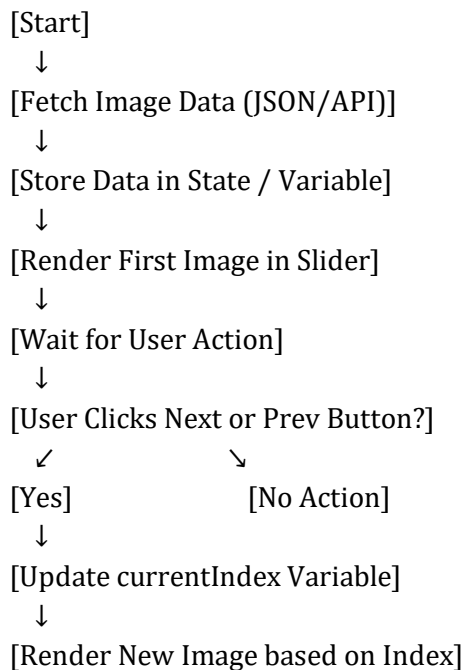 [Start]
↓
[Fetch Image Data (JSON/API)]
↓
[Store Data in State / Variable]
↓
[Render First Image in Slider]
↓
[Wait for User Action]
↓
[User Clicks Next or Prev Button?]
↙ ↘
[Yes] [No Action]
↓
[Update currentIndex Variable]
↓
[Render New Image based on Index]